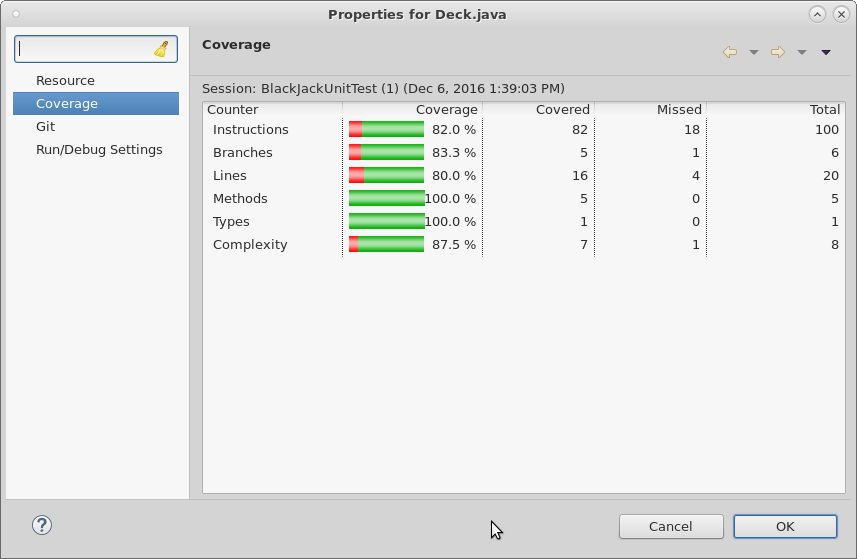 Properties for Deck.java
Coverage
Resource
Coverage
Git
Run/Debug Settings
Session: BlackJackUnitTest (1) (Dec 6, 2016 1:39:03 PM)
Counter Coverage Covered Missed Total
Instructions 82.0 % 82 18 100
Branches 83.3 % 5 1 6
Lines 80.0 % 16 4 20
Methods 100.0 % 5 0 5
Types 100.0 % 1 0 1
Complexity 87.5 % 7 1 8
? Cancel OK